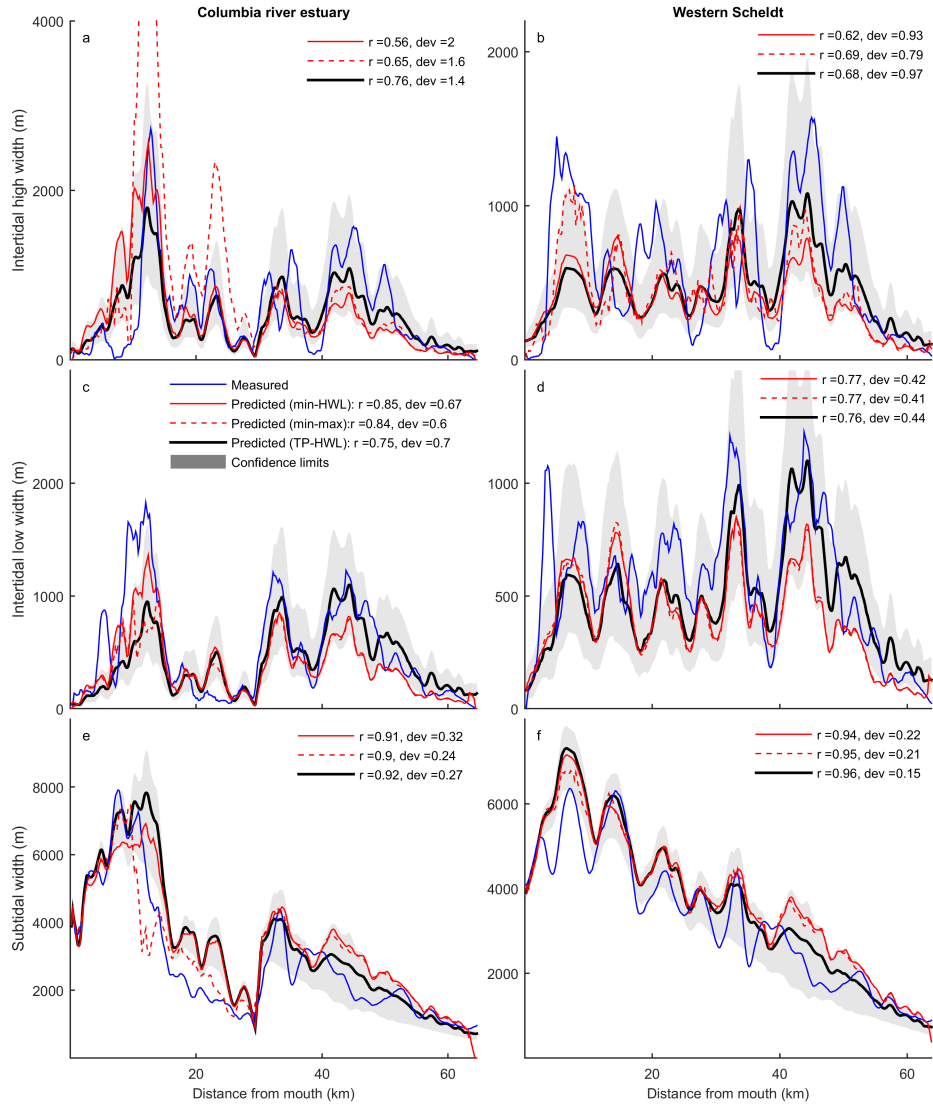 Columbia river estuary
Western Scheldt
a
r =0.56, dev =2
r =0.65, dev =1.6
r =0.76, dev =1.4
Intertidal high width (m)
4000
2000
0
b
r =0.62, dev =0.93
r =0.69, dev =0.79
r =0.68, dev =0.97
2000
1000
0
c
Measured
Predicted (min-HWL): r =0.85, dev =0.67
Predicted (min-max):r =0.84, dev =0.6
Predicted (TP-HWL): r =0.75, dev =0.7
Confidence limits
Intertidal low width (m)
2000
1000
0
d
r =0.77, dev =0.42
r =0.77, dev =0.41
r =0.76, dev =0.44
1000
500
0
e
r =0.91, dev =0.32
r =0.9, dev =0.24
r =0.92, dev =0.27
Subtidal width (m)
8000
6000
4000
2000
20
40
60
Distance from mouth (km)
f
r =0.94, dev =0.22
r =0.95, dev =0.21
r =0.96, dev =0.15
6000
4000
2000
20
40
60
Distance from mouth (km)